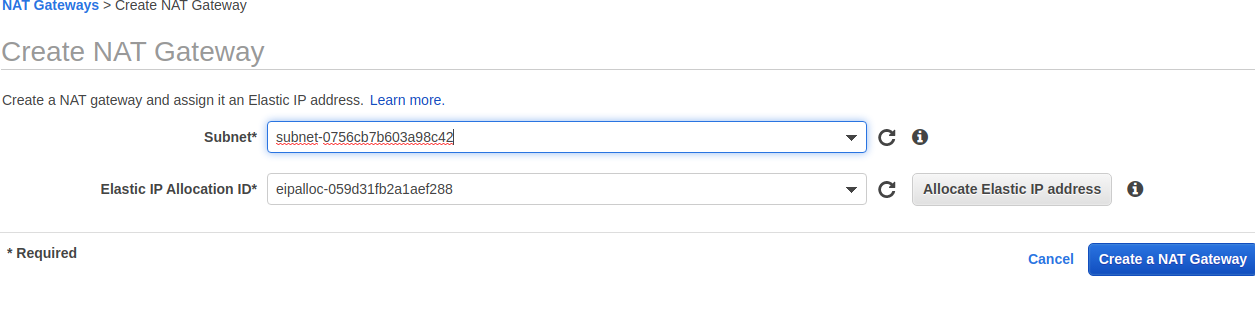 NAT Gateways > Create NAT Gateway
Create NAT Gateway
Create a NAT gateway and assign it an Elastic IP address. Learn more.
Subnet* subnet-0756cb7b603a98c42
Elastic IP Allocation ID* eipalloc-059d31fb2a1aef288 Allocate Elastic IP address
* Required
Cancel Create a NAT Gateway